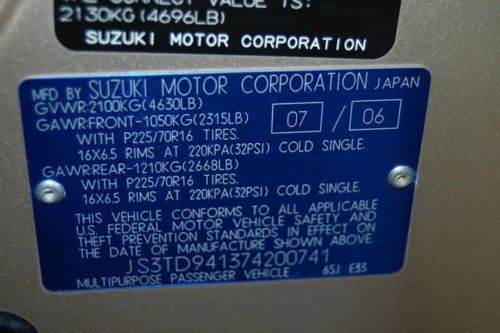 2130KG(4696LB)
SUZUKI MOTOR CORPORATION
MFD BY SUZUKI MOTOR CORPORATION JAPAN
GVWR:2100KG(4630LB)
GAWR:FRONT-1050KG(2315LB) 07 / 06
WITH P225/70R16 TIRES.
16X6.5 RIMS AT 220KPA(32PSI) COLD SINGLE.
GAWR:REAR-1210KG(2668LB)
WITH P225/70R16 TIRES.
16X6.5 RIMS AT 220KPA(32PSI) COLD SINGLE.
THIS VEHICLE CONFORMS TO ALL APPLICABLE
U.S. FEDERAL MOTOR VEHICLE SAFETY AND
THEFT PREVENTION STANDARDS IN EFFECT ON
THE DATE OF MANUFACTURE SHOWN ABOVE.
JS3TD941374200741
MULTIPURPOSE PASSENGER VEHICLE 65J E33